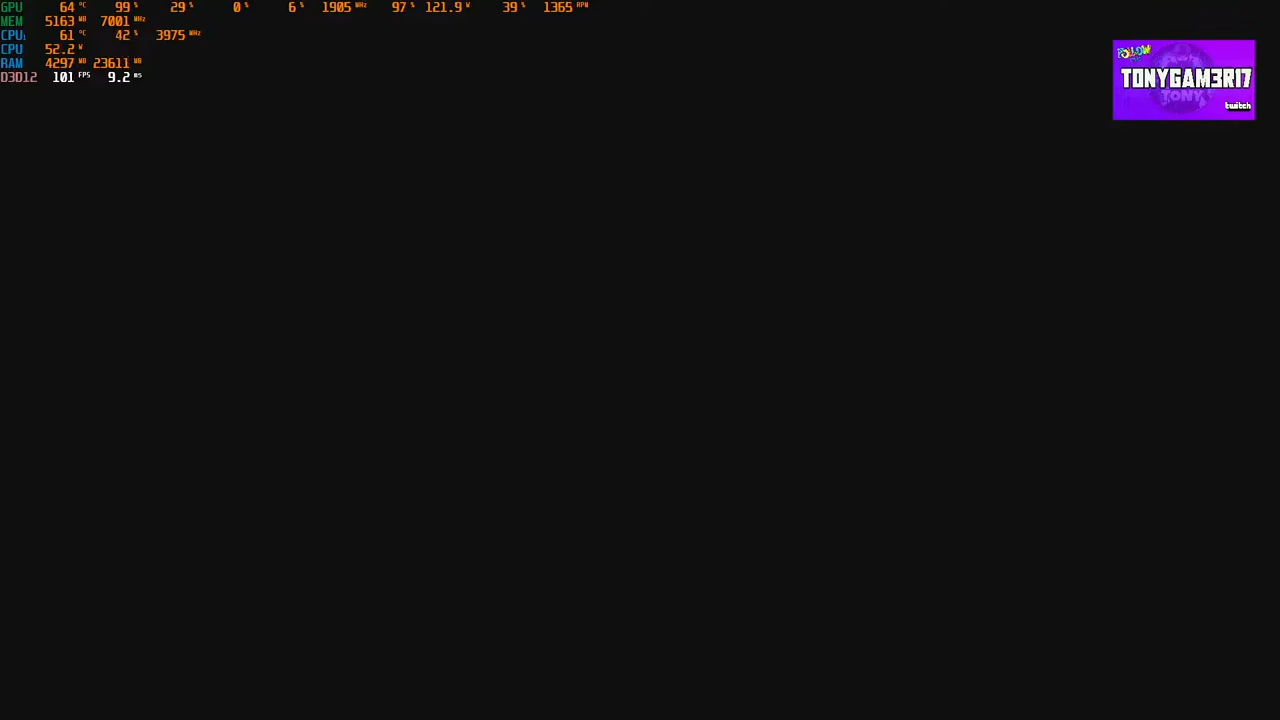 GPU 64 °C 99 % 29 % 0 % 6 % 1905 MHz 97 % 121.9 W 39 % 1365 RPM
MEM 5163 MB 7001 MHz
CPU1 61 °C 42 % 3975 MHz
CPU 52.2 W
RAM 4297 MB 23611 MB
D3D12 101 FPS 9.2 ms
FOLLOW
TONYGAM3R17
TONY
twitch